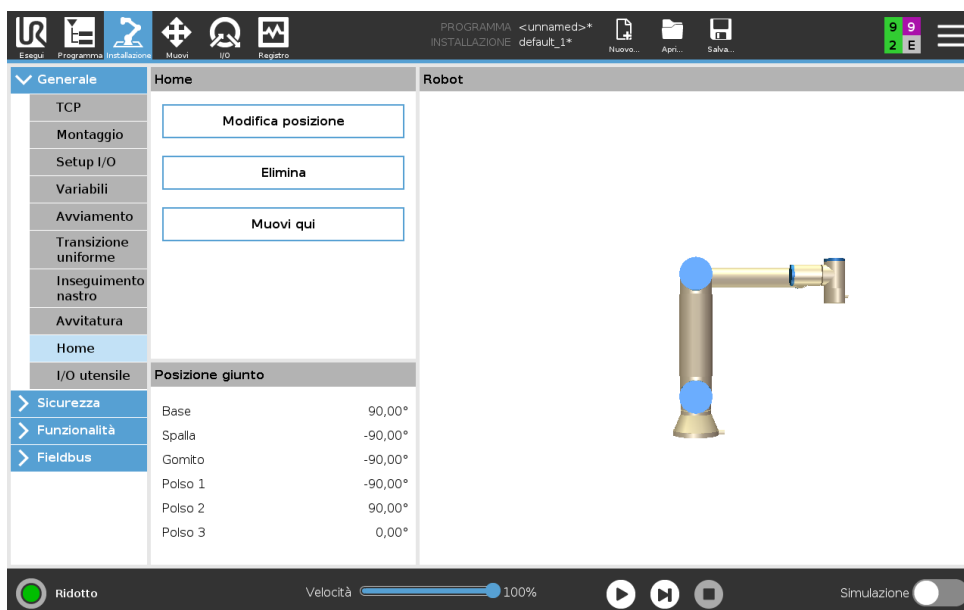 UR
PROGRAMMA <unnamed>*
INSTALLAZIONE default_1*
Esegui Programma Installazione Muovi I/O Registro
Nuovo... Apri... Salva...
9 9
2 E
Generale
TCP
Montaggio
Setup I/O
Variabili
Avviamento
Transizione
uniforme
Inseguimento
nastro
Avvitatura
Home
I/O utensile
Sicurezza
Funzionalità
Fieldbus
Home
Modifica posizione
Elimina
Muovi qui
Posizione giunto
Base 90,00°
Spalla -90,00°
Gomito -90,00°
Polso 1 -90,00°
Polso 2 90,00°
Polso 3 0,00°
Robot
Ridotto
Velocità 100%
Simulazione